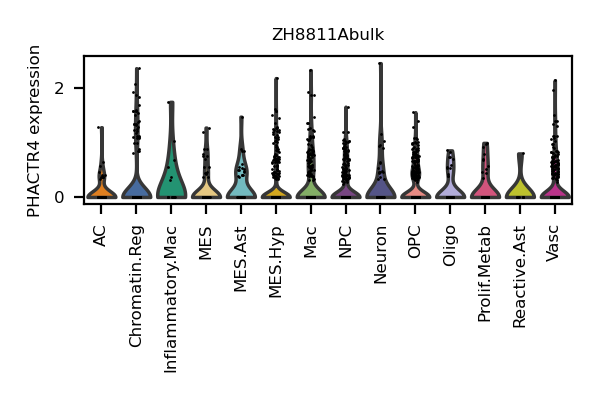 ZH8811Abulk
PHACTR4 expression
2
0
AC
Chromatin.Reg
Inflammatory.Mac
MES
MES.Ast
MES.Hyp
Mac
NPC
Neuron
OPC
Oligo
Prolif.Metab
Reactive.Ast
Vasc